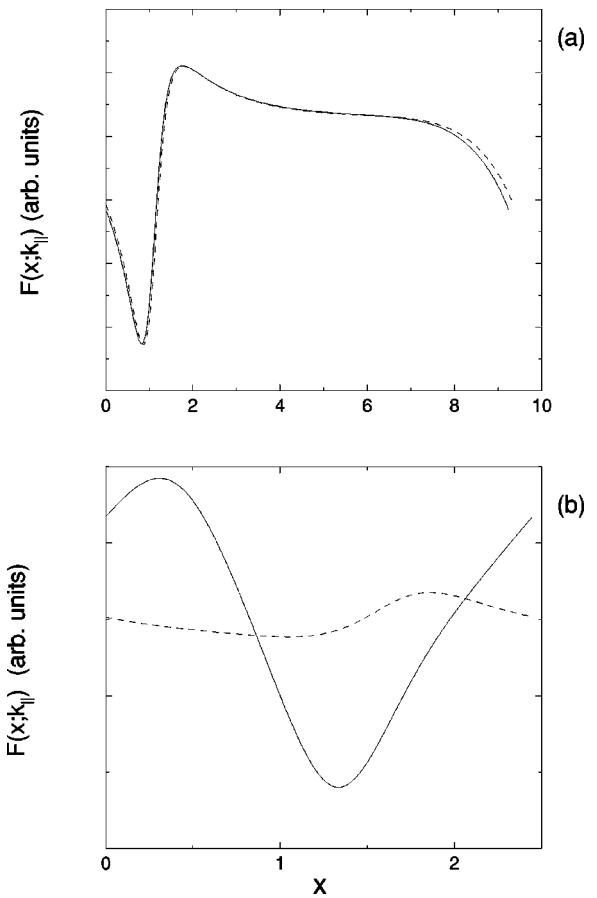 (a)
F(x;k||) (arb. units)
0 2 4 6 8 10
(b)
F(x;k||) (arb. units)
0 1 2
x